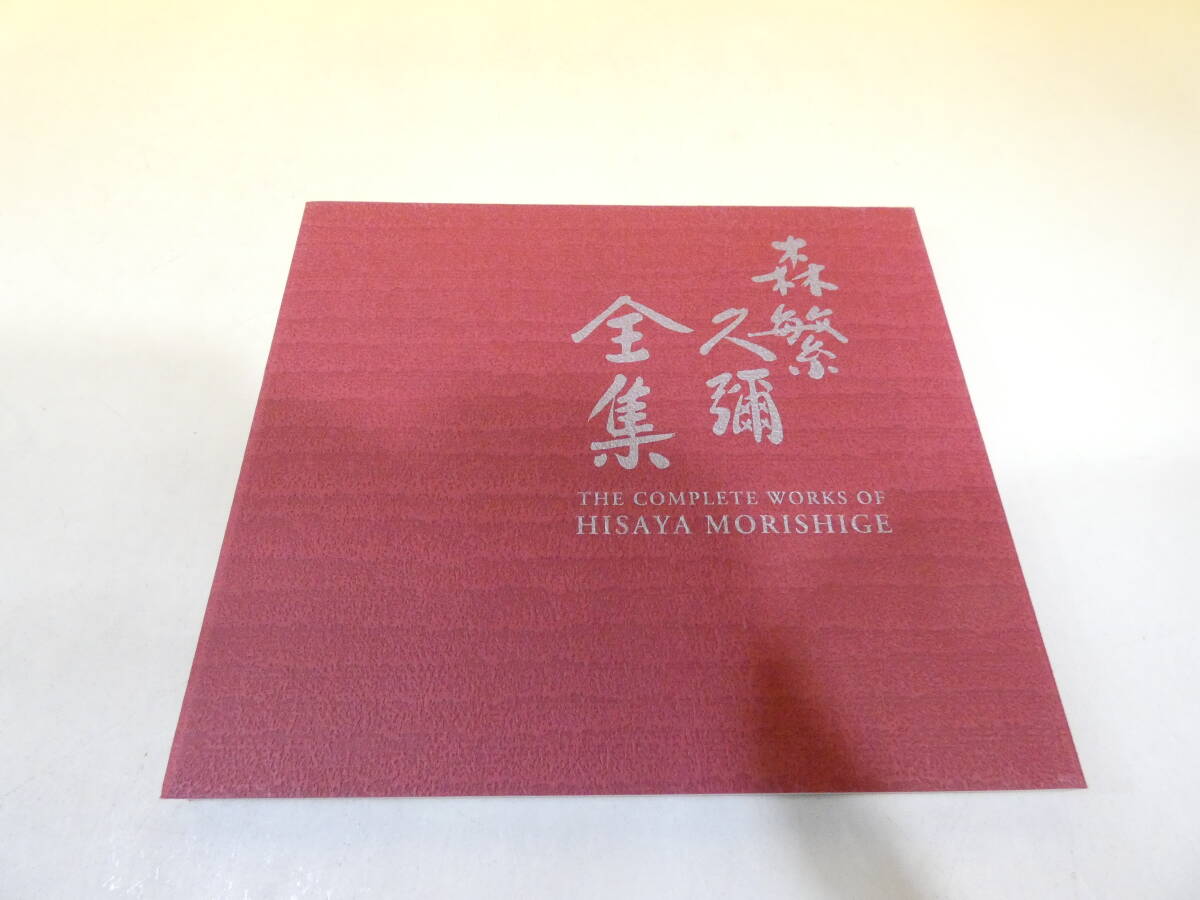 森繁
久彌
全集
THE COMPLETE WORKS OF
HISAYA MORISHIGE